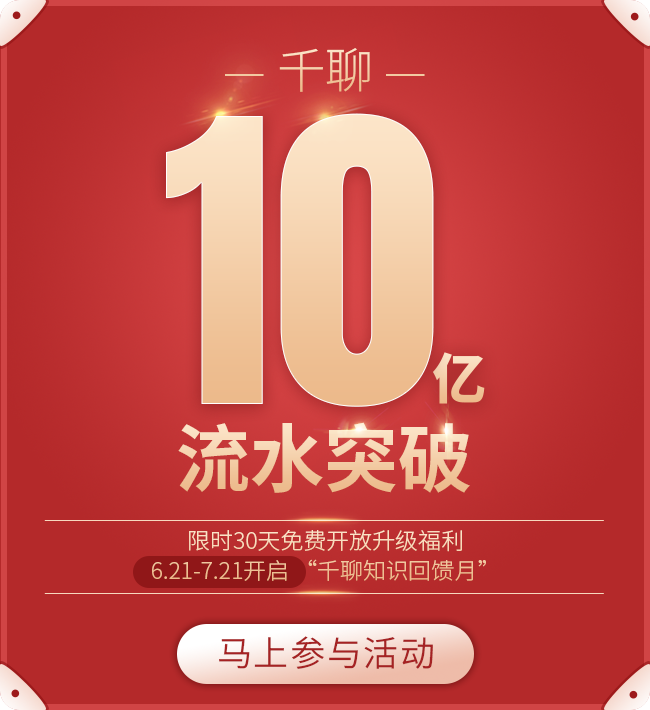 千聊
10亿
流水突破
限时30天免费开放升级福利
6.21-7.21开启“千聊知识回馈月”
马上参与活动